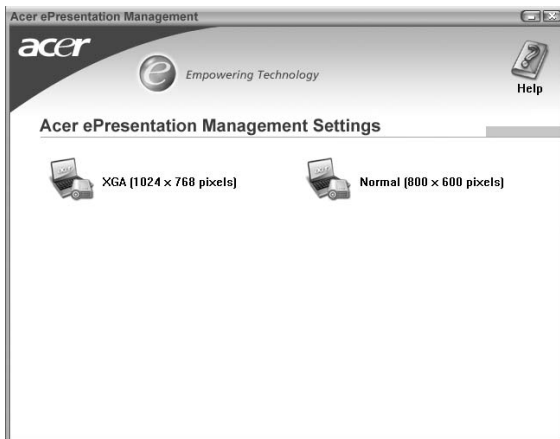 Acer ePresentation Management
acer
e Empowering Technology
Help
Acer ePresentation Management Settings
XGA (1024 x 768 pixels)
Normal (800 x 600 pixels)